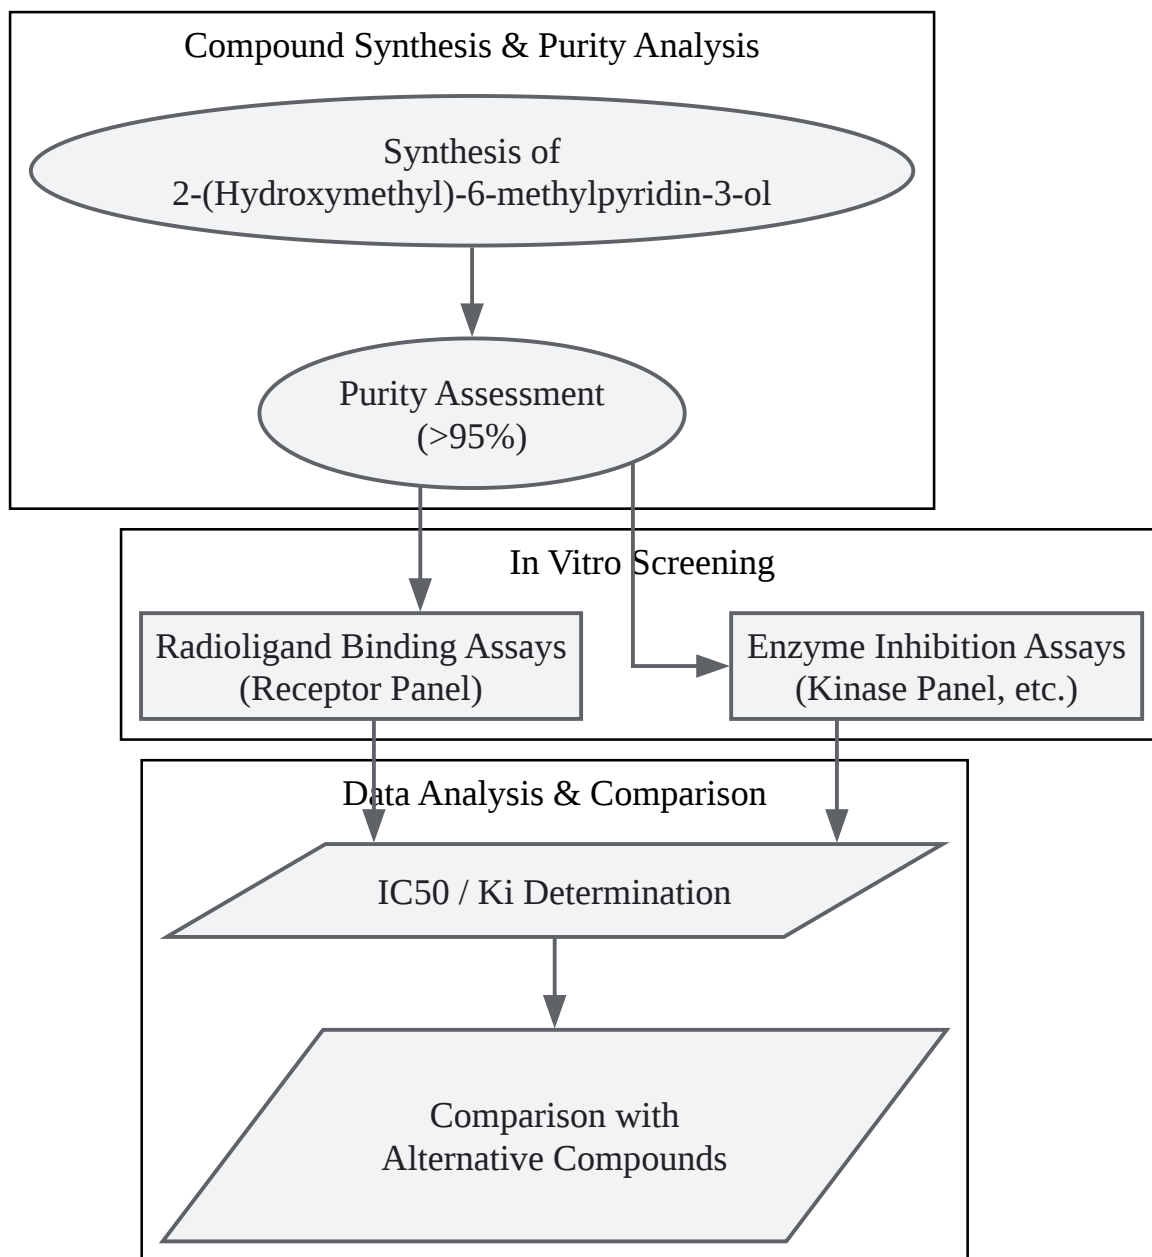 Compound Synthesis & Purity Analysis
Synthesis of
2-(Hydroxymethyl)-6-methylpyridin-3-ol
Purity Assessment
(>95%)
In Vitro Screening
Radioligand Binding Assays
(Receptor Panel)
Enzyme Inhibition Assays
(Kinase Panel, etc.)
Data Analysis & Comparison
IC50 / Ki Determination
Comparison with
Alternative Compounds